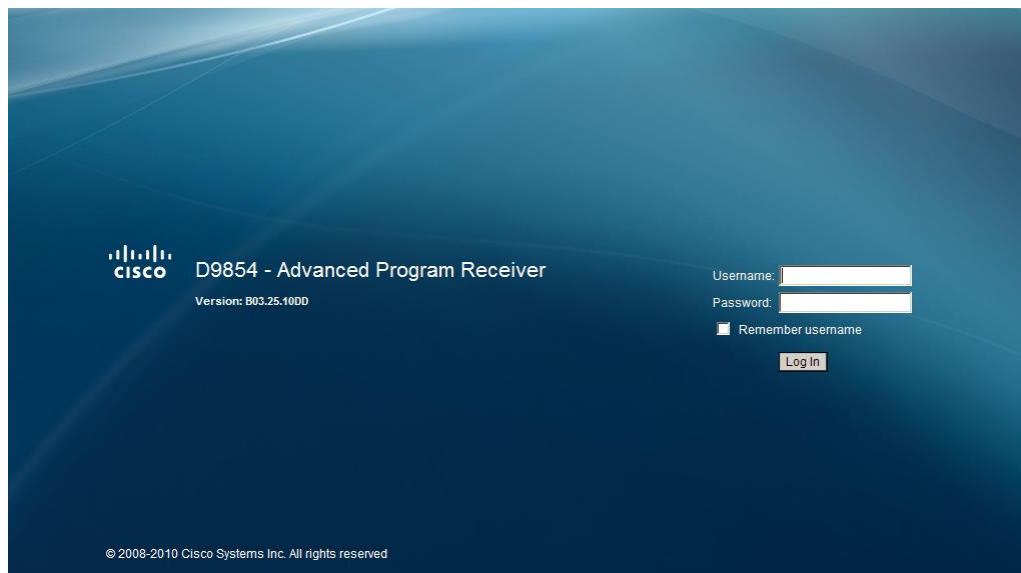 CISCO
D9854 - Advanced Program Receiver
Version: B03.25.10DD
Username:
Password:
Remember username
Log In
© 2008-2010 Cisco Systems Inc. All rights reserved